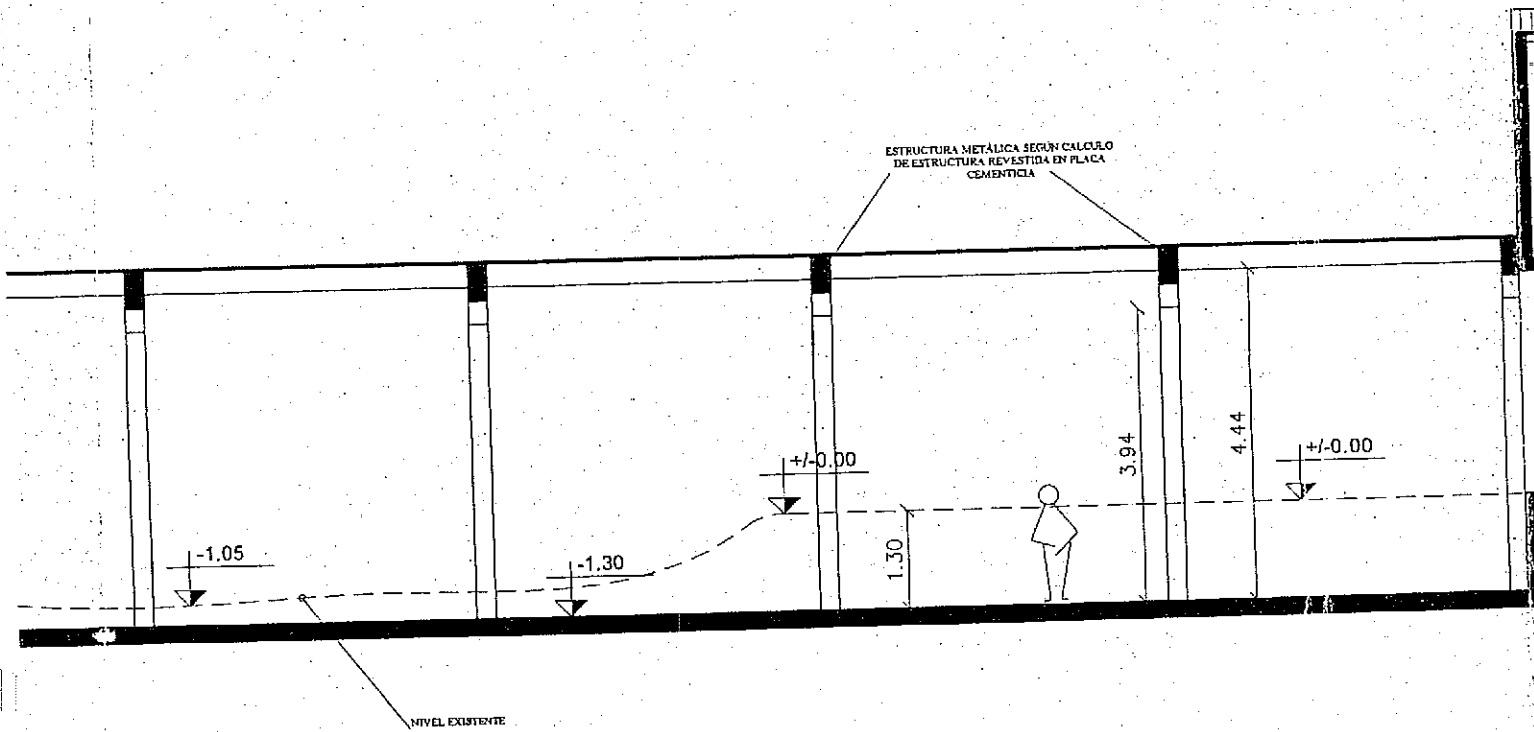 ESTRUCTURA METÁLICA SEGÚN CALCULO
DE ESTRUCTURA REVESTIDA EN PLACA
CEMENTICIA
3.94
4.44
+/-0.00
+/-0.00
-1.05
-1.30
1.30
NIVEL EXISTENTE